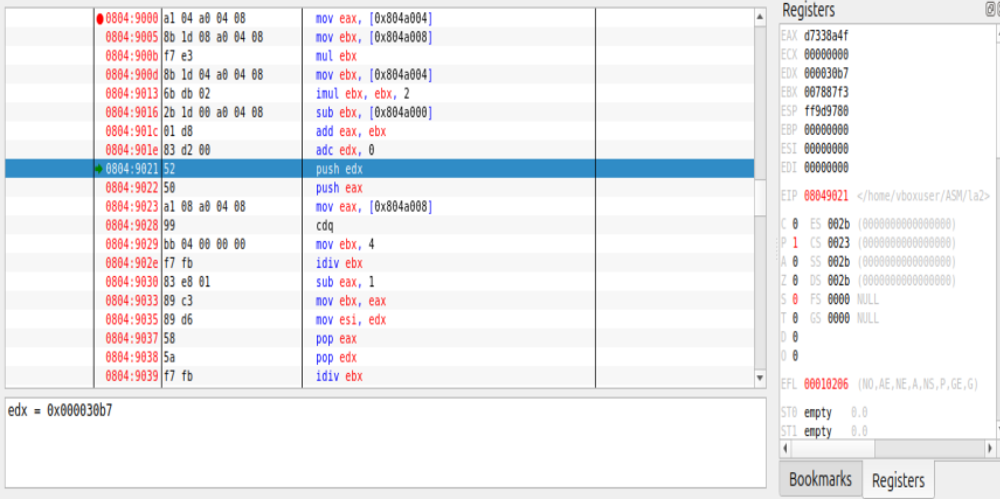 0804:9000 a1 04 a0 04 08 mov eax, [0x804a004]
0804:9005 8b 1d 08 a0 04 08 mov ebx, [0x804a008]
0804:900b f7 e3 mul ebx
0804:900d 8b 1d 04 a0 04 08 mov ebx, [0x804a004]
0804:9013 6b db 02 imul ebx, ebx, 2
0804:9016 2b 1d 00 a0 04 08 sub ebx, [0x804a000]
0804:901c 01 d8 add eax, ebx
0804:901e 83 d2 00 adc edx, 0
0804:9021 52 push edx
0804:9022 50 push eax
0804:9023 a1 08 a0 04 08 mov eax, [0x804a008]
0804:9028 99 cdq
0804:9029 bb 04 00 00 00 mov ebx, 4
0804:902e f7 fb idiv ebx
0804:9030 83 e8 01 sub eax, 1
0804:9033 89 c3 mov ebx, eax
0804:9035 89 d6 mov esi, edx
0804:9037 58 pop eax
0804:9038 5a pop edx
0804:9039 f7 fb idiv ebx
edx = 0x000030b7
Registers
EAX d7338a4f
ECX 00000000
EDX 000030b7
EBX 007887f3
ESP ff9d9780
EBP 00000000
ESI 00000000
EDI 00000000
EIP 08049021 </home/vboxuser/ASM/la2>
C 0 ES 002b (0000000000000000)
P 1 CS 0023 (0000000000000000)
A 0 SS 002b (0000000000000000)
Z 0 DS 002b (0000000000000000)
S 0 FS 0000 NULL
T 0 GS 0000 NULL
D 0
O 0
EFL 00010206 (NO,AE,NE,A,NS,P,GE,G)
ST0 empty 0.0
ST1 empty 0.0
Bookmarks Registers